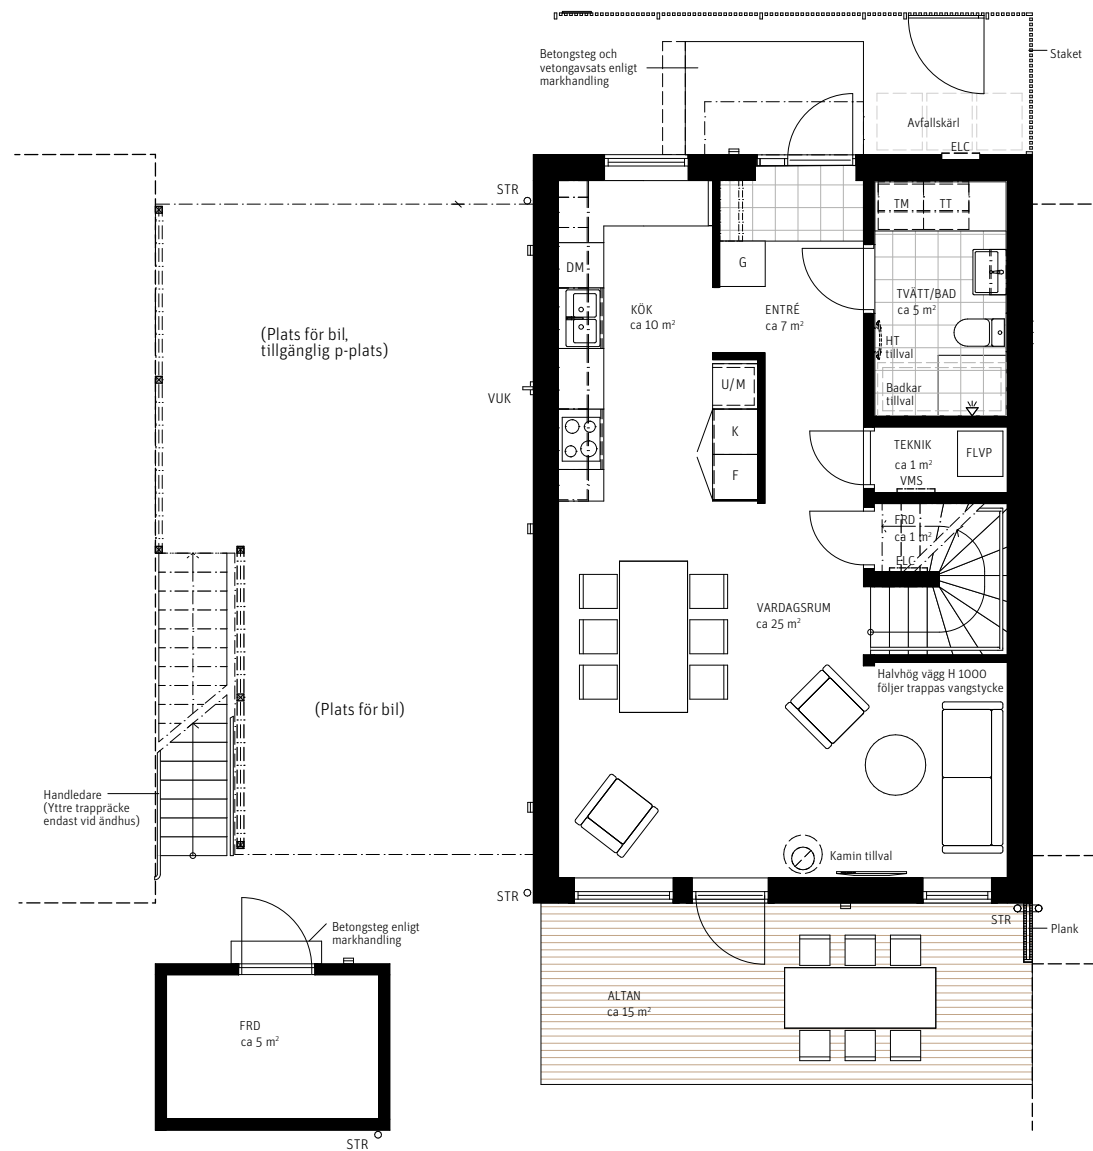 Betongsteg och
vetongavsats enligt
markhandling
Staket
Avfallskärl
ELC
STR
TM
TT
DM
G
TVÄTT/BAD
ca 5 m²
KÖK
ca 10 m²
ENTRÉ
ca 7 m²
(Plats för bil,
tillgänglig p-plats)
HT
tillval
U/M
Badkar
tillval
VUK
K
TEKNIK
ca 1 m²
FLVP
F
VMS
FRD
ca 1 m²
ELC
VARDAGSRUM
ca 25 m²
Halvhög vägg H 1000
följer trappas vangstycke
(Plats för bil)
Handledare
(Yttre trappräcke
endast vid ändhus)
Kamin tillval
STR
STR
Betongsteg enligt
markhandling
Plank
ALTAN
ca 15 m²
FRD
ca 5 m²
STR